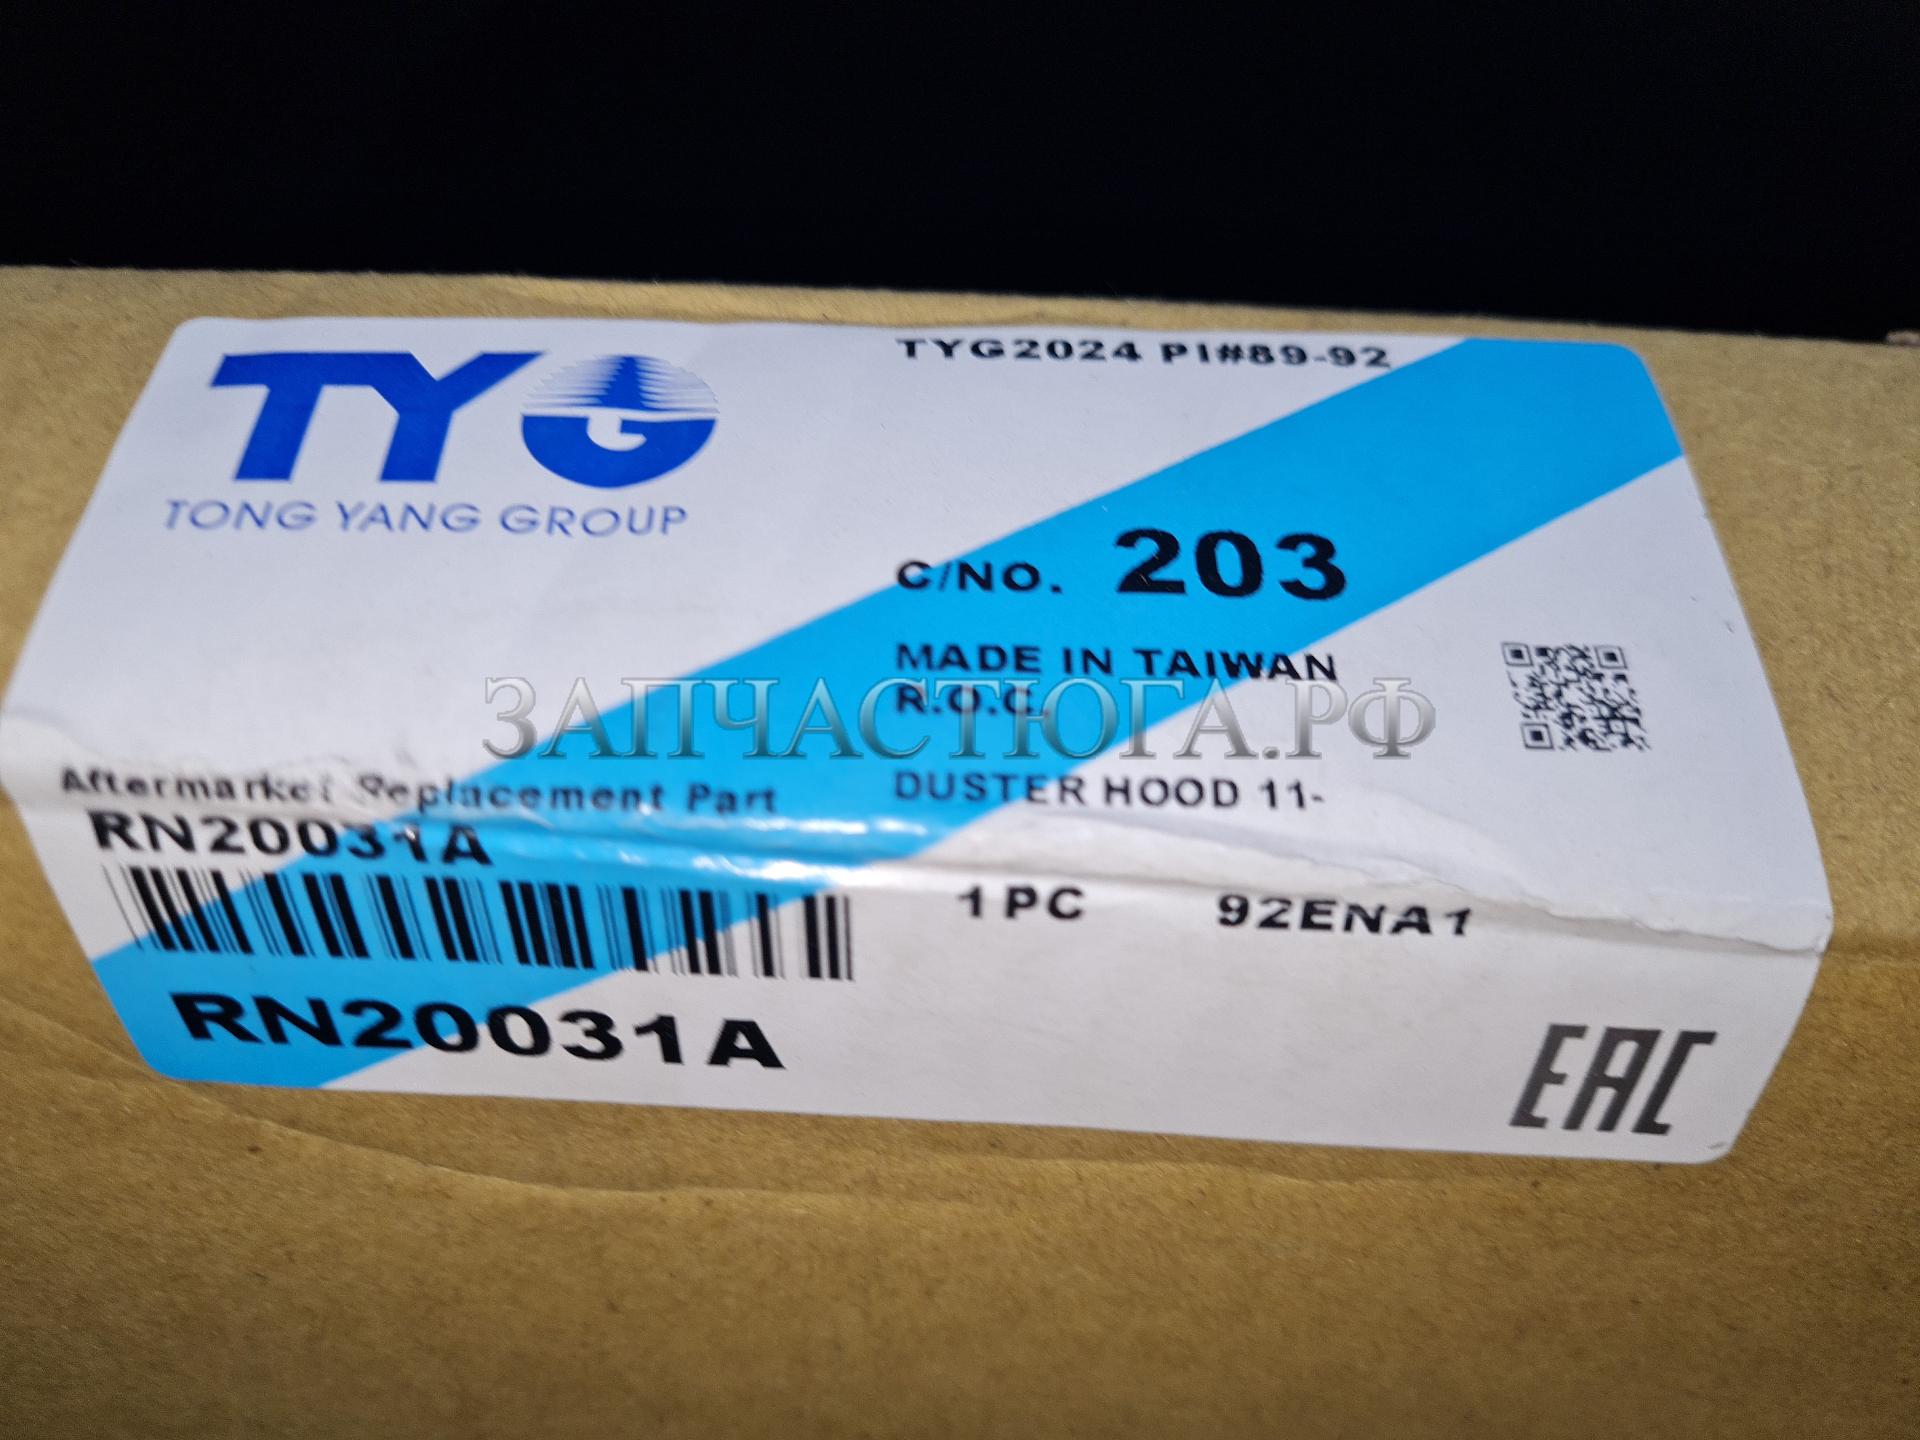 TYG
TONG YANG GROUP
TYG2024 PI#89-92
C/NO. 203
MADE IN TAIWAN
R.O.C.
ЗАПЧАСТЮГА.РФ
Aftermarket Replacement Part
RN20031A
DUSTER HOOD 11-
1 PC 92ENA1
RN20031A
EAC